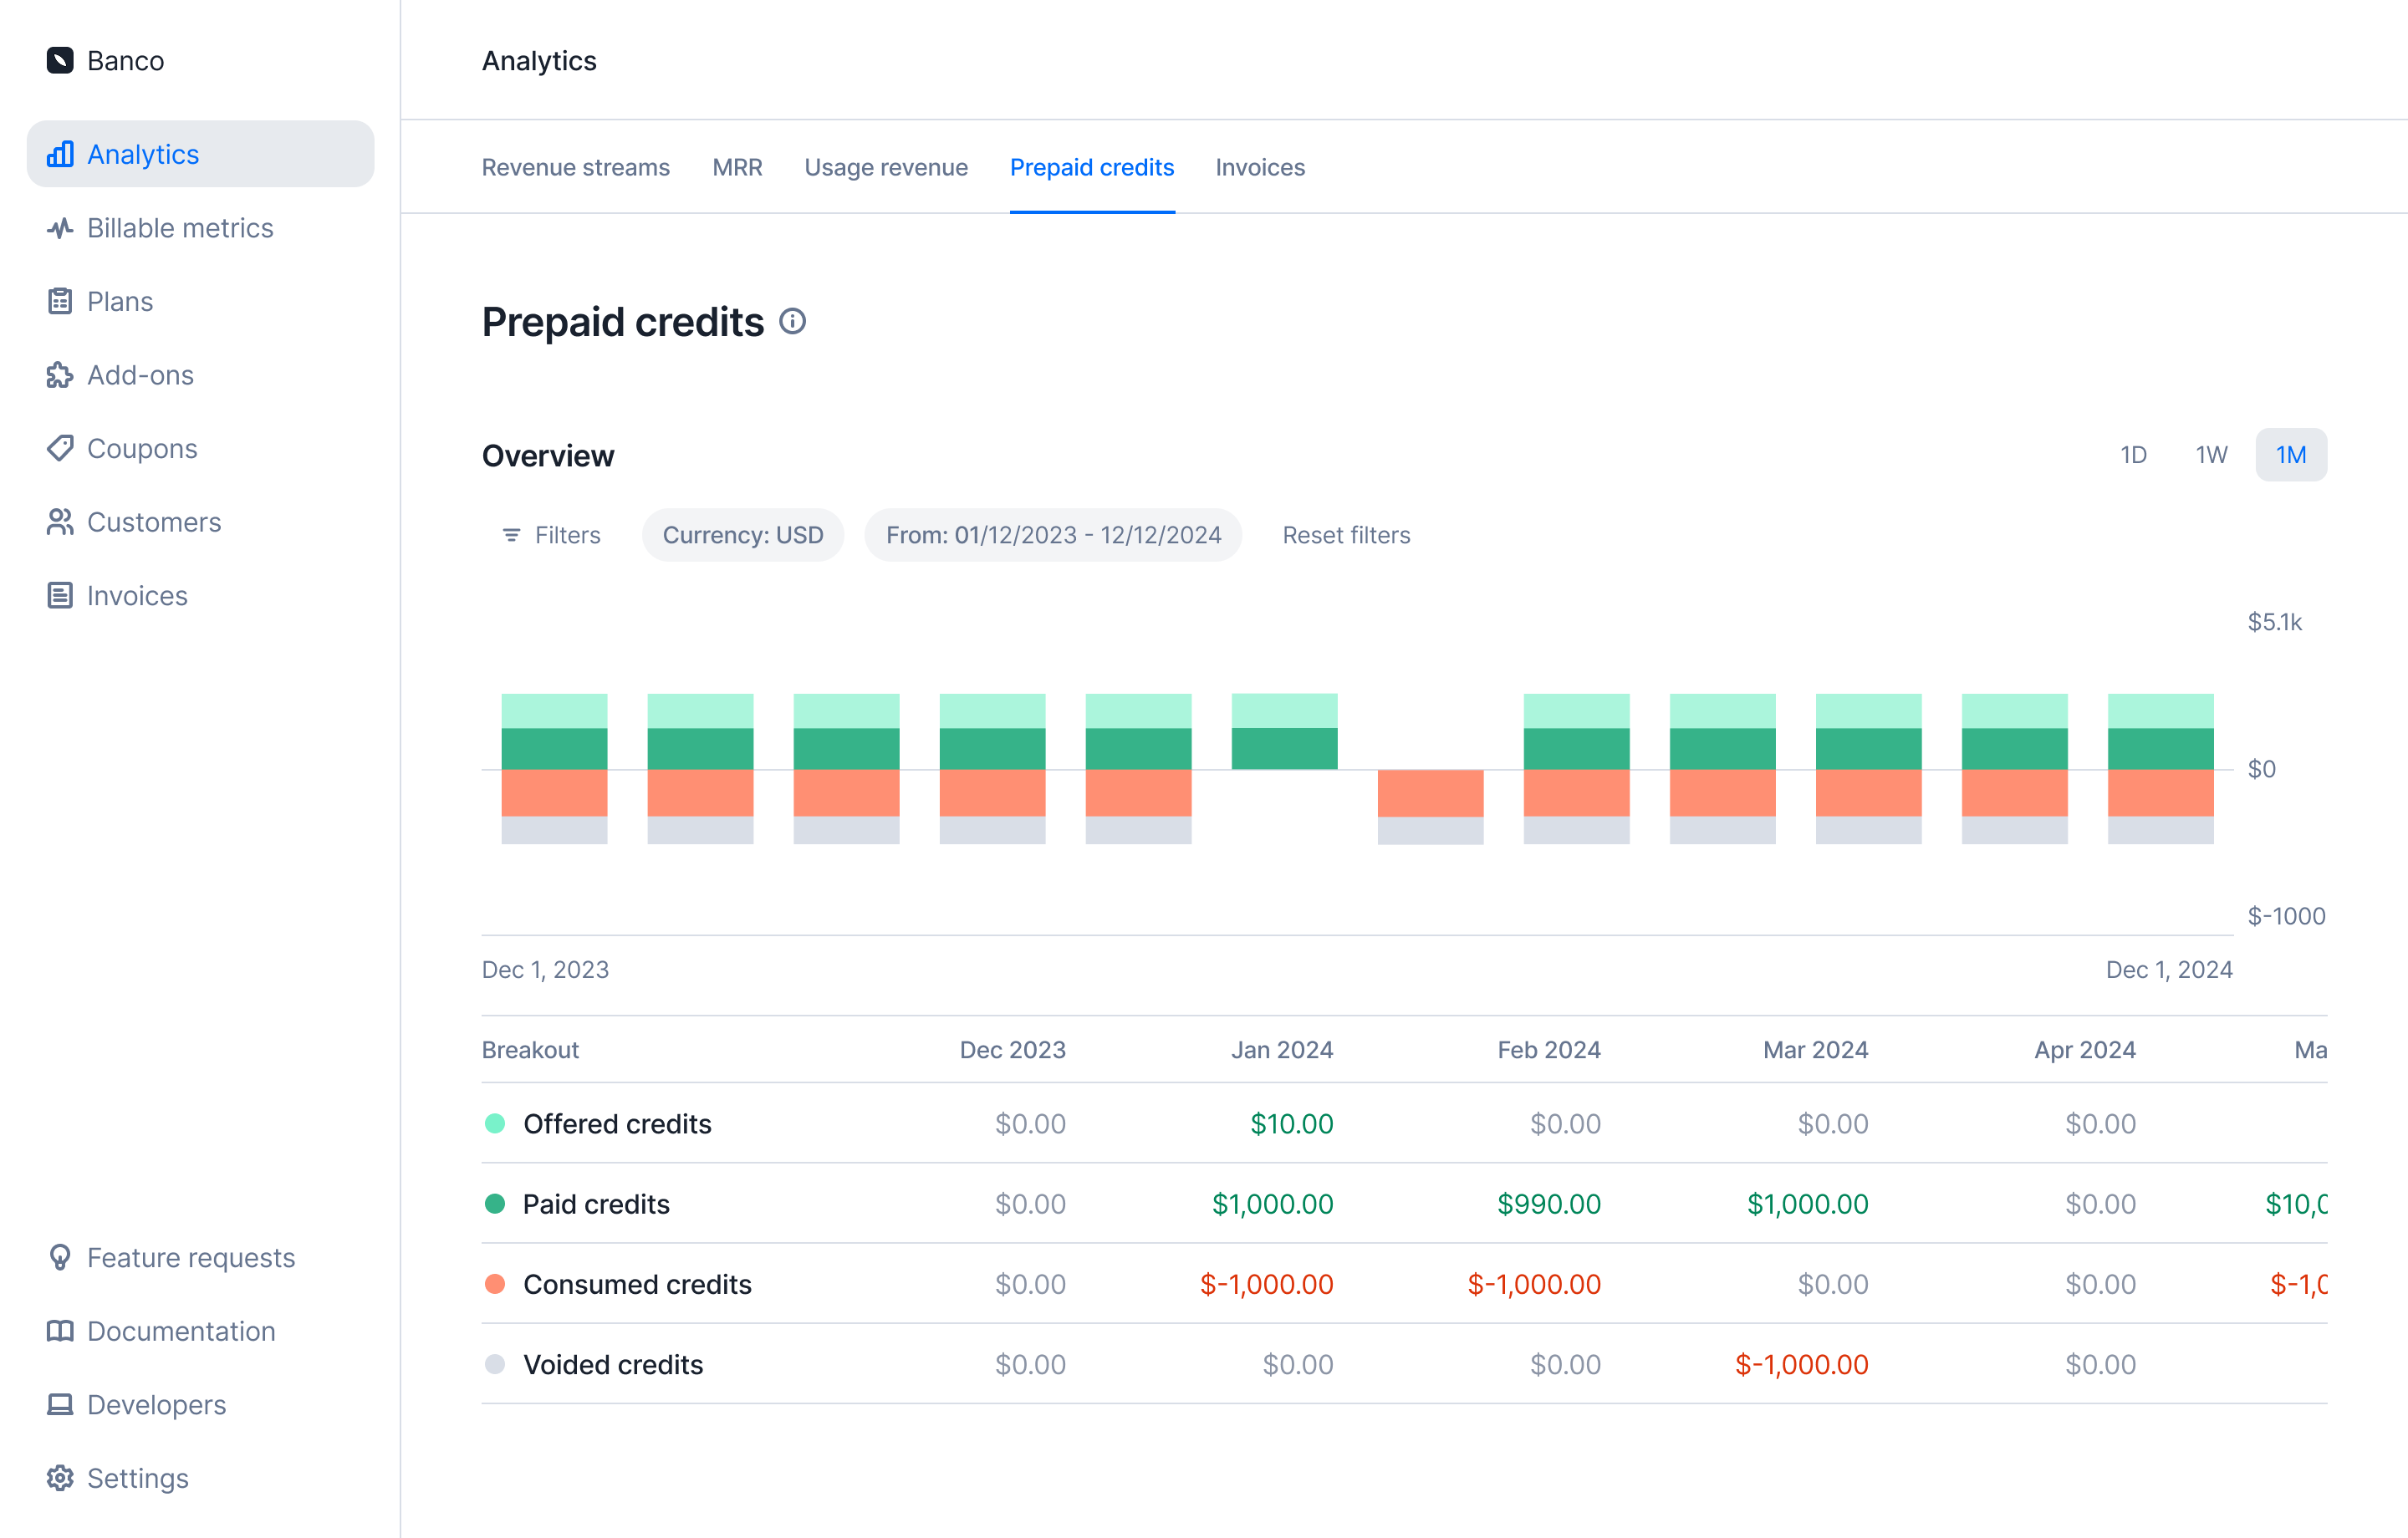 Banco
Analytics
Billable metrics
Plans
Add-ons
Coupons
Customers
Invoices
Feature requests
Documentation
Developers
Settings
Analytics
Revenue streams MRR Usage revenue Prepaid credits Invoices
Prepaid credits
Overview 1D 1W 1M
Filters Currency: USD From: 01/12/2023 - 12/12/2024 Reset filters
$5.1k
$0
$-1000
Dec 1, 2023 Dec 1, 2024
Breakout Dec 2023 Jan 2024 Feb 2024 Mar 2024 Apr 2024 Ma
Offered credits $0.00 $10.00 $0.00 $0.00 $0.00
Paid credits $0.00 $1,000.00 $990.00 $1,000.00 $0.00 $10,0
Consumed credits $0.00 $-1,000.00 $-1,000.00 $0.00 $0.00 $-1,0
Voided credits $0.00 $0.00 $0.00 $-1,000.00 $0.00